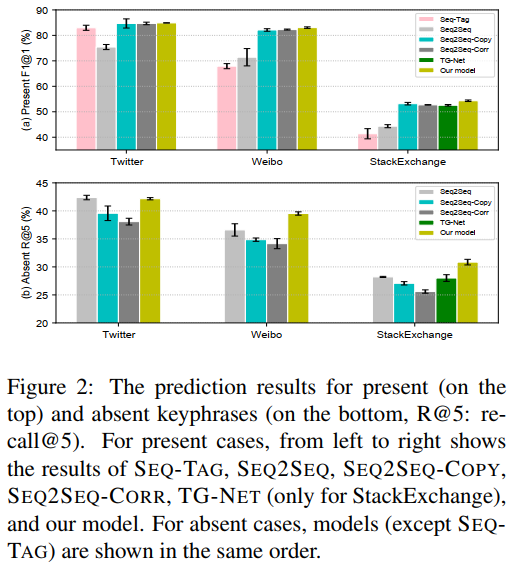 (a) Present F1@1 (%)
90
80
70
60
50
40
Seq-Tag
Seq2Seq
Seq2Seq-Copy
Seq2Seq-Corr
TG-Net
Our model
Twitter
Weibo
StackExchange
(b) Absent R@5 (%)
45
40
35
30
25
20
Seq2Seq
Seq2Seq-Copy
Seq2Seq-Corr
TG-Net
Our model
Twitter
Weibo
StackExchange
Figure 2: The prediction results for present (on the
top) and absent keyphrases (on the bottom, R@5: re-
call@5). For present cases, from left to right shows
the results of SEQ-TAG, SEQ2SEQ, SEQ2SEQ-COPY,
SEQ2SEQ-CORR, TG-NET (only for StackExchange),
and our model. For absent cases, models (except SEQ-
TAG) are shown in the same order.